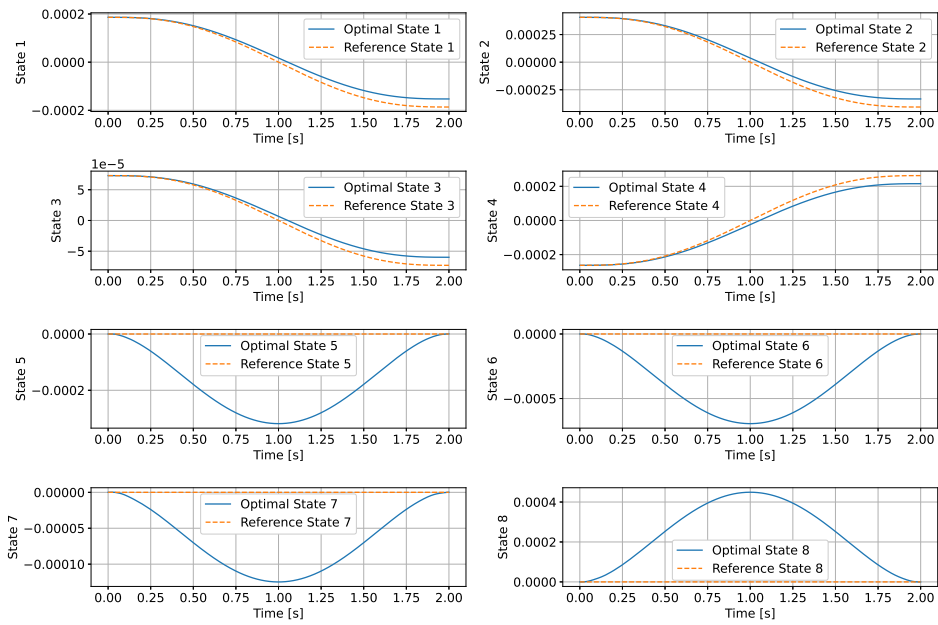 0.0002
0.0000
−0.0002
State 1
Optimal State 1
Reference State 1
0.00 0.25 0.50 0.75 1.00 1.25 1.50 1.75 2.00
Time [s]
0.00025
0.00000
−0.00025
State 2
Optimal State 2
Reference State 2
0.00 0.25 0.50 0.75 1.00 1.25 1.50 1.75 2.00
Time [s]
1e−5
5
0
−5
State 3
Optimal State 3
Reference State 3
0.00 0.25 0.50 0.75 1.00 1.25 1.50 1.75 2.00
Time [s]
0.0002
0.0000
−0.0002
State 4
Optimal State 4
Reference State 4
0.00 0.25 0.50 0.75 1.00 1.25 1.50 1.75 2.00
Time [s]
0.0000
−0.0002
State 5
Optimal State 5
Reference State 5
0.00 0.25 0.50 0.75 1.00 1.25 1.50 1.75 2.00
Time [s]
0.0000
−0.0005
State 6
Optimal State 6
Reference State 6
0.00 0.25 0.50 0.75 1.00 1.25 1.50 1.75 2.00
Time [s]
0.00000
−0.00005
−0.00010
State 7
Optimal State 7
Reference State 7
0.00 0.25 0.50 0.75 1.00 1.25 1.50 1.75 2.00
Time [s]
0.0004
0.0002
0.0000
State 8
Optimal State 8
Reference State 8
0.00 0.25 0.50 0.75 1.00 1.25 1.50 1.75 2.00
Time [s]